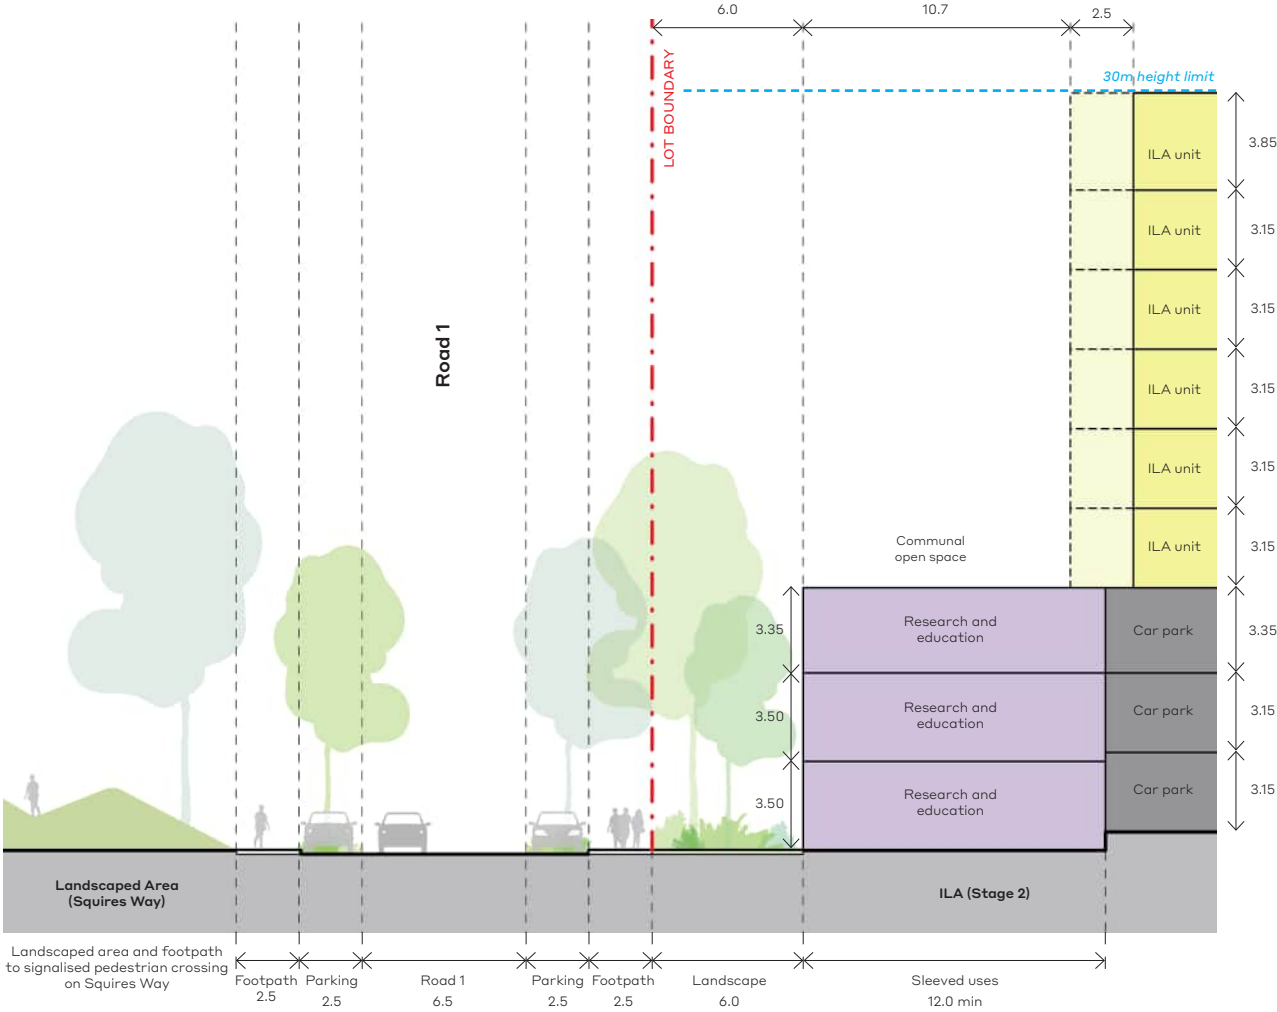 6.0
10.7
2.5
30m height limit
LOT BOUNDARY
ILA unit
3.85
ILA unit
3.15
ILA unit
3.15
Road 1
ILA unit
3.15
ILA unit
3.15
Communal
open space
ILA unit
3.15
3.35
Research and
education
Car park
3.35
3.50
Research and
education
Car park
3.15
3.50
Research and
education
Car park
3.15
Landscaped Area
(Squires Way)
ILA (Stage 2)
Landscaped area and footpath
to signalised pedestrian crossing
on Squires Way
Footpath
2.5
Parking
2.5
Road 1
6.5
Parking
2.5
Footpath
2.5
Landscape
6.0
Sleeved uses
12.0 min